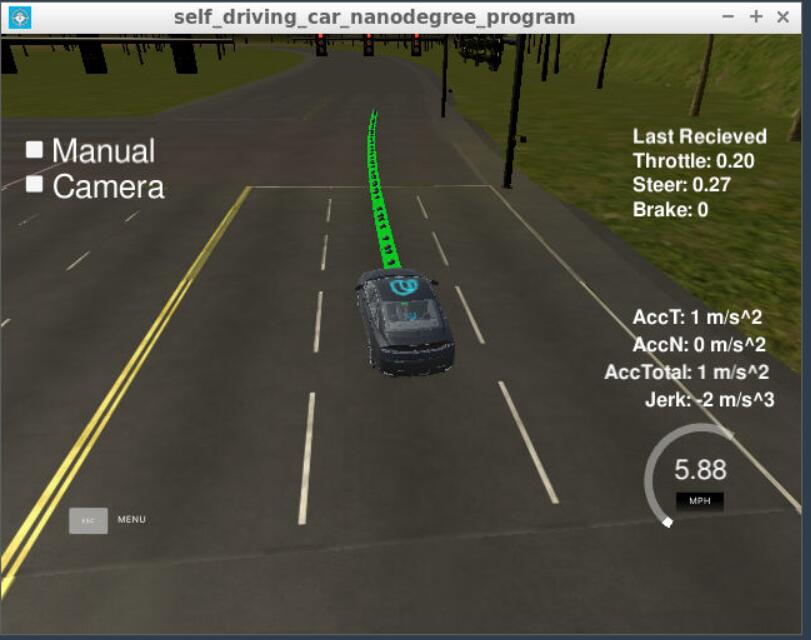 self_driving_car_nanodegree_program
Manual
Camera
Last Recieved
Throttle: 0.20
Steer: 0.27
Brake: 0
AccT: 1 m/s^2
AccN: 0 m/s^2
AccTotal: 1 m/s^2
Jerk: -2 m/s^3
5.88
MPH
ESC MENU